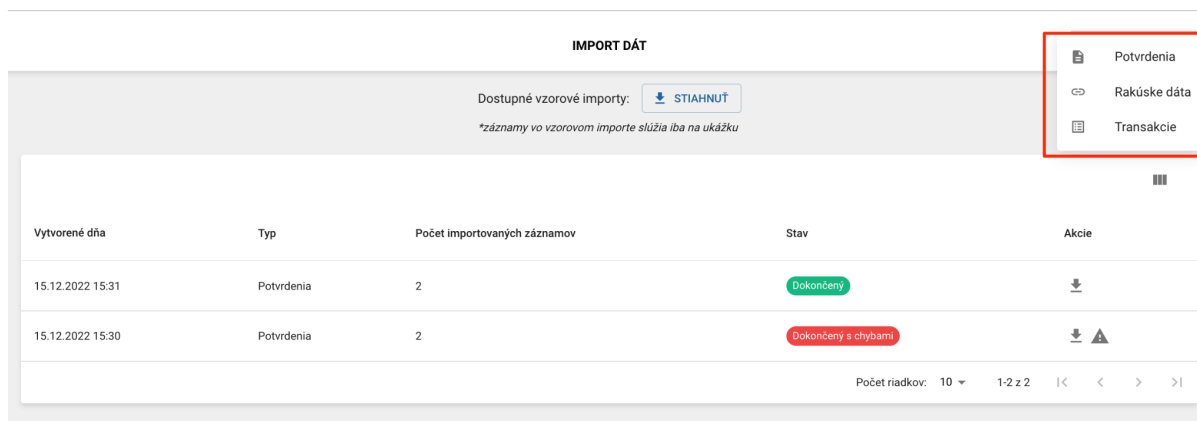 IMPORT DÁT
Potvrdenia
Rakúske dáta
Transakcie
Dostupné vzorové importy: STIAHNUŤ
*záznamy vo vzorovom importe slúžia iba na ukážku
Vytvorené dňa Typ Počet importovaných záznamov Stav Akcie
15.12.2022 15:31 Potvrdenia 2 Dokončený
15.12.2022 15:30 Potvrdenia 2 Dokončený s chybami
Počet riadkov: 10 1-2 z 2